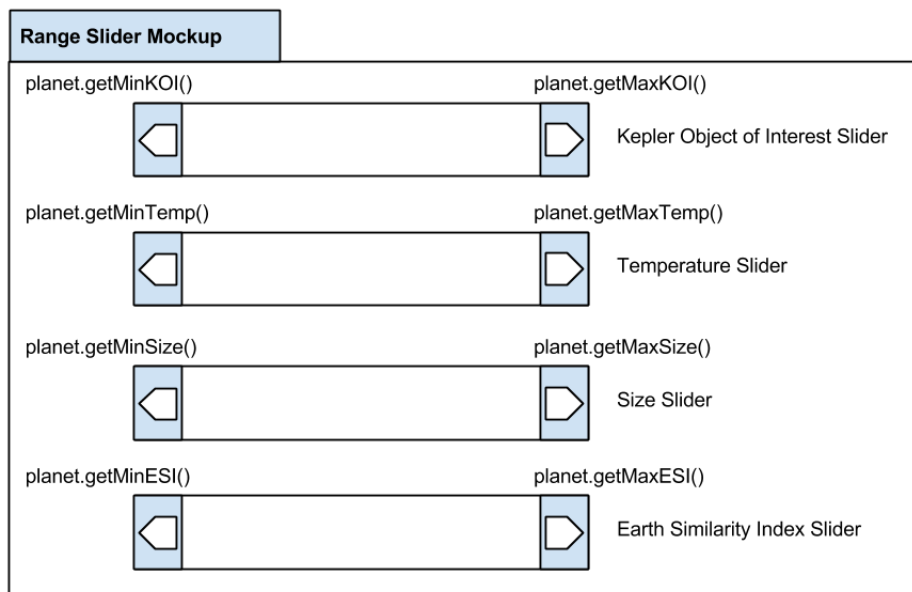 Range Slider Mockup
planet.getMinKOI()
planet.getMaxKOI()
Kepler Object of Interest Slider
planet.getMinTemp()
planet.getMaxTemp()
Temperature Slider
planet.getMinSize()
planet.getMaxSize()
Size Slider
planet.getMinESI()
planet.getMaxESI()
Earth Similarity Index Slider